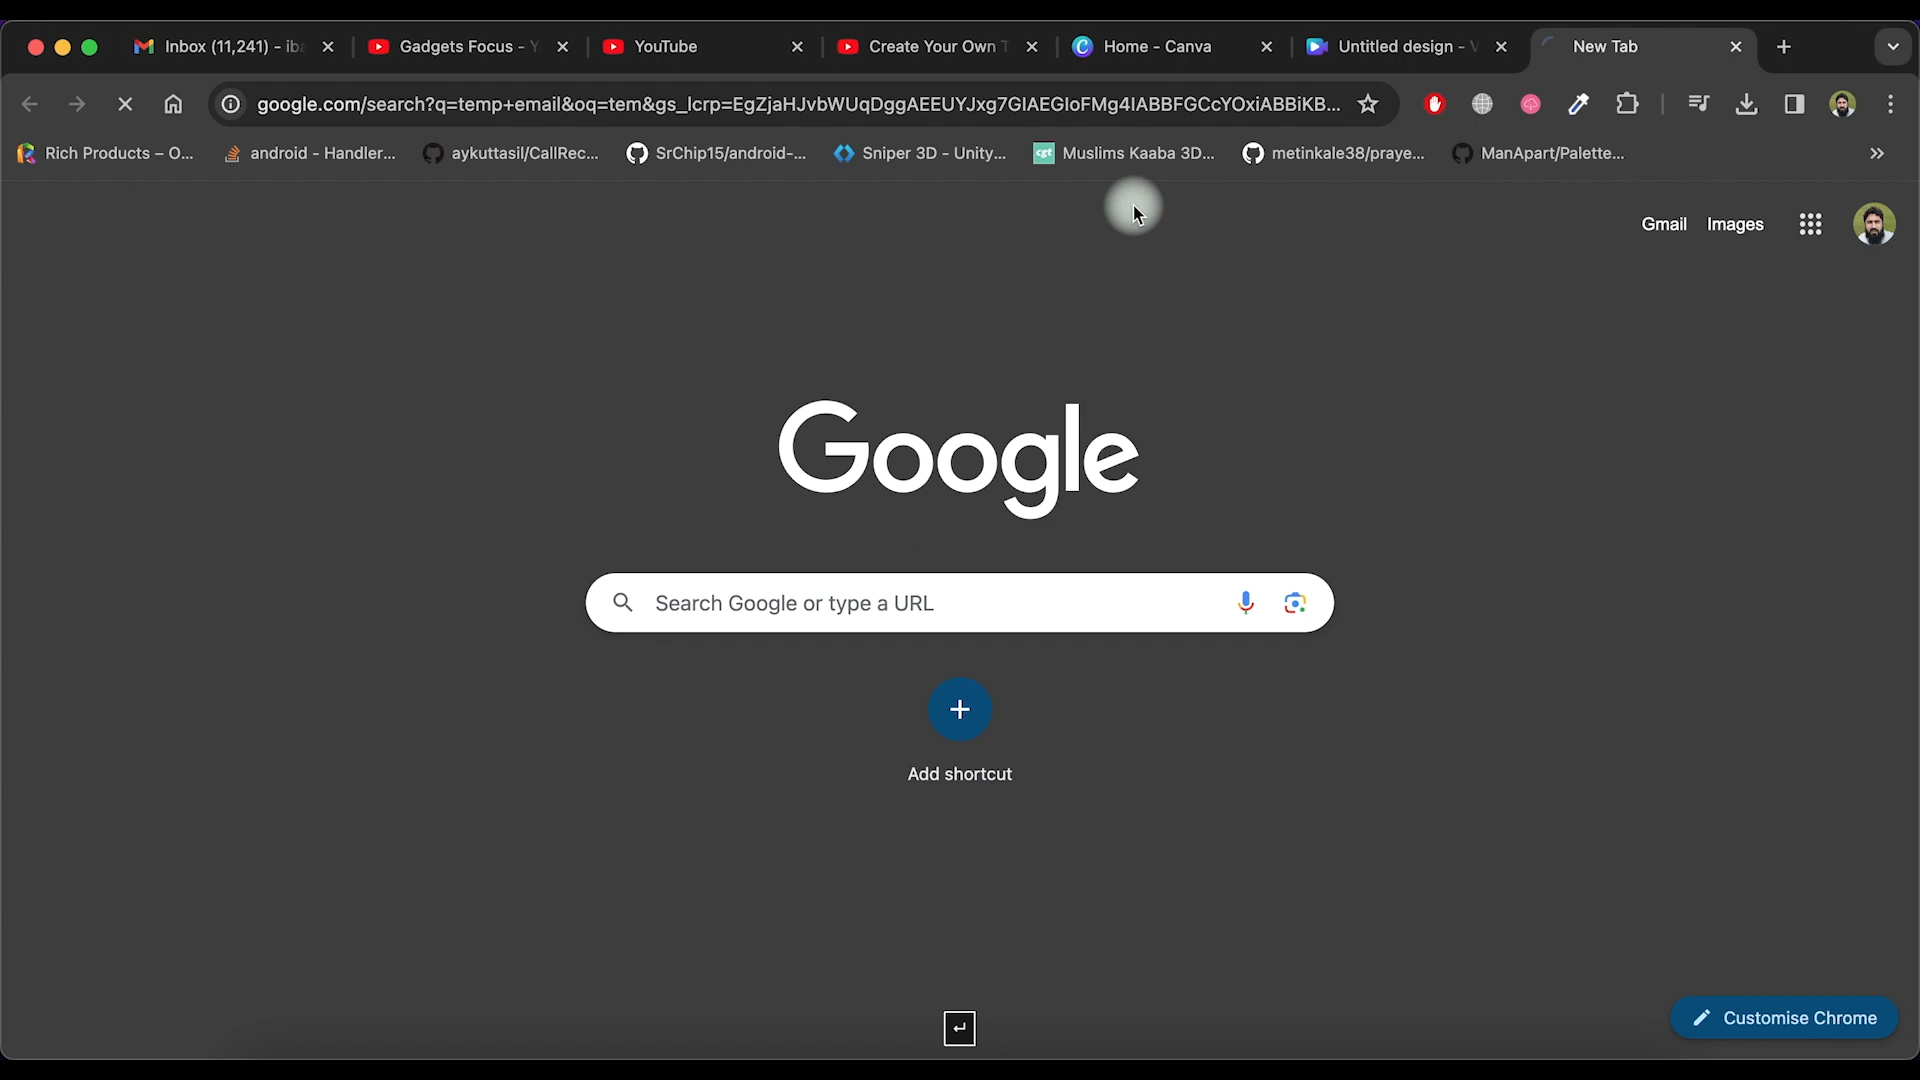 Inbox (11,241) - iba
Gadgets Focus - Y
YouTube
Create Your Own T
Home - Canva
Untitled design - V
New Tab
google.com/search?q=temp+email&oq=tem&gs_lcrp=EgZjaHJvbWUqDggAEEUYJxg7GIAEGIoFMg4IABBFGCcYOxiABBiKB...
Rich Products – O...
android - Handler...
aykuttasil/CallRec...
SrChip15/android-...
Sniper 3D - Unity...
cgt
Muslims Kaaba 3D...
metinkale38/praye...
ManApart/Palette...
Gmail
Images
Google
Search Google or type a URL
Add shortcut
Customise Chrome